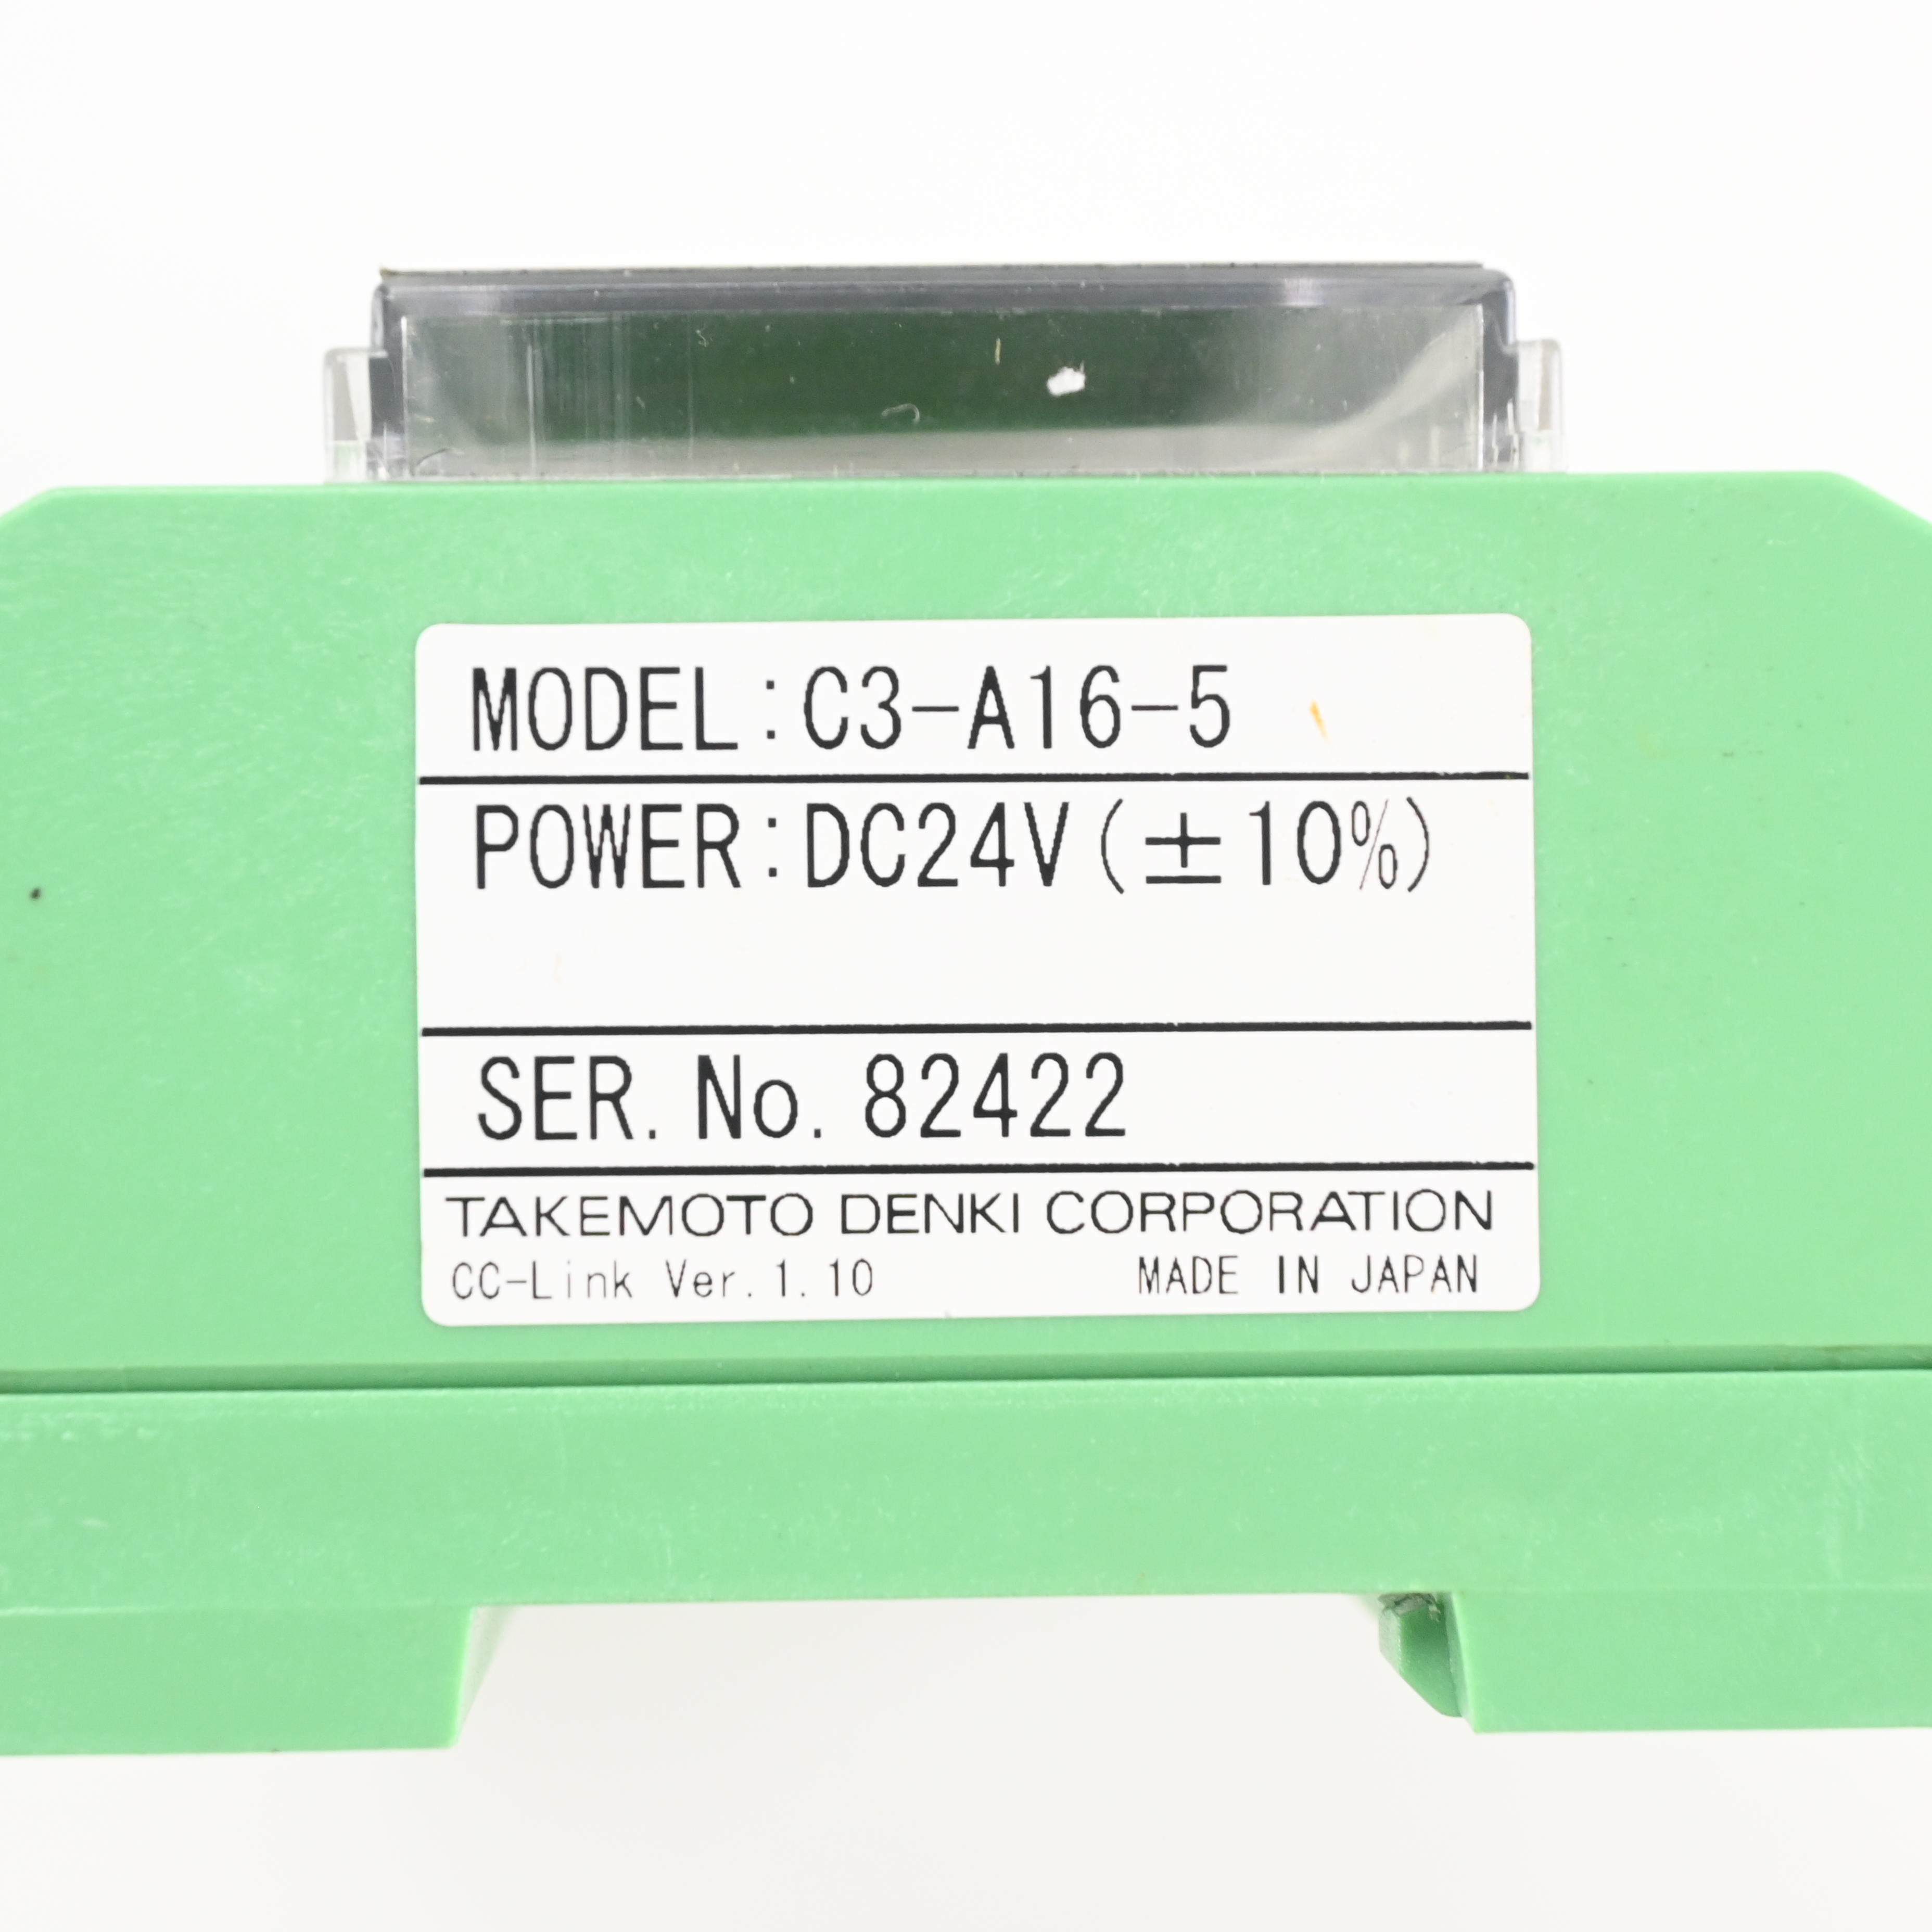 MODEL:C3-A16-5
POWER:DC24V(±10%)
SER. No. 82422
TAKEMOTO DENKI CORPORATION
CC-Link Ver.1.10 MADE IN JAPAN